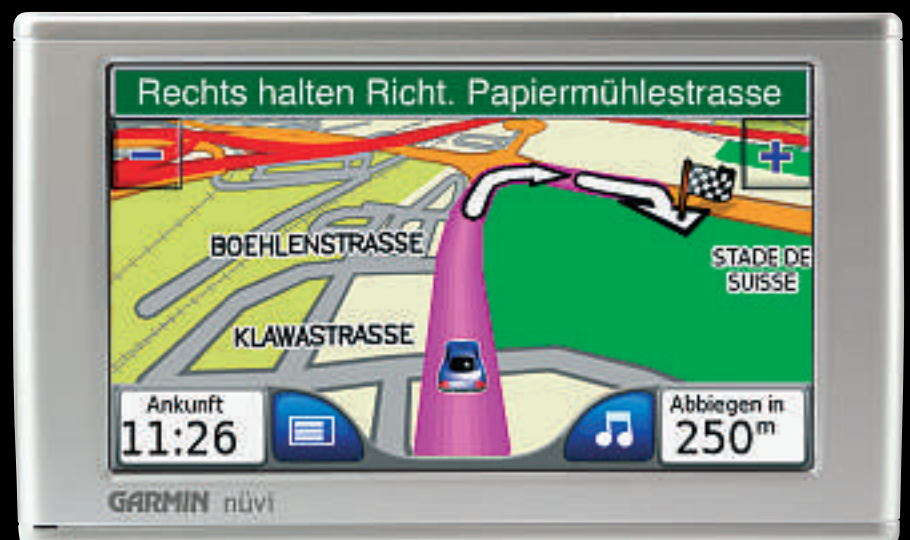 Rechts halten Richt. Papiermühlestrasse
BOEHLENSTRASSE
STADE DE
SUISSE
KLAWASTRASSE
Ankunft
11:26
Abbiegen in
250m
GARMIN nüvi